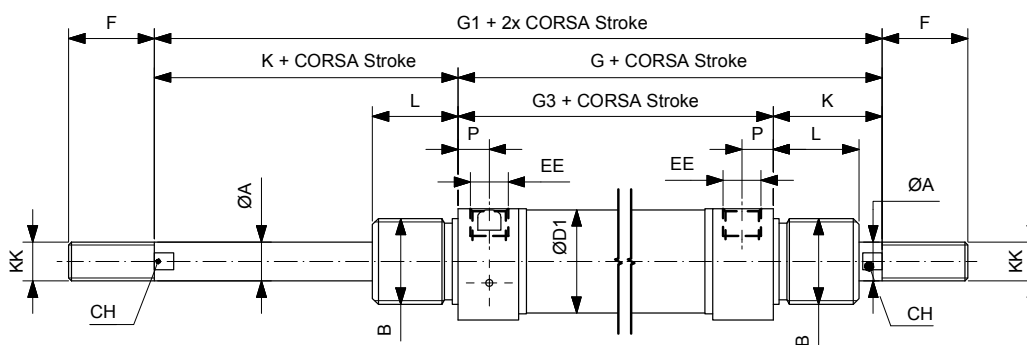 F
G1 + 2x CORSA Stroke
F
K + CORSA Stroke
G + CORSA Stroke
L
G3 + CORSA Stroke
K
P
P
L
EE
EE
ØA
ØA
ØD1
KK
KK
CH
B
B
CH